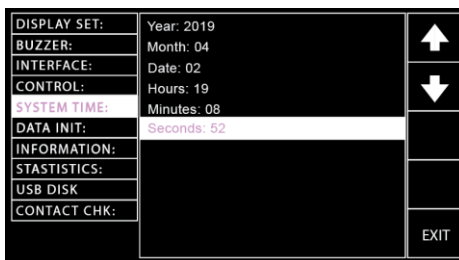 DISPLAY SET:
BUZZER:
INTERFACE:
CONTROL:
SYSTEM TIME:
DATA INIT:
INFORMATION:
STASTISTICS:
USB DISK
CONTACT CHK:
Year: 2019
Month: 04
Date: 02
Hours: 19
Minutes: 08
Seconds: 52
EXIT